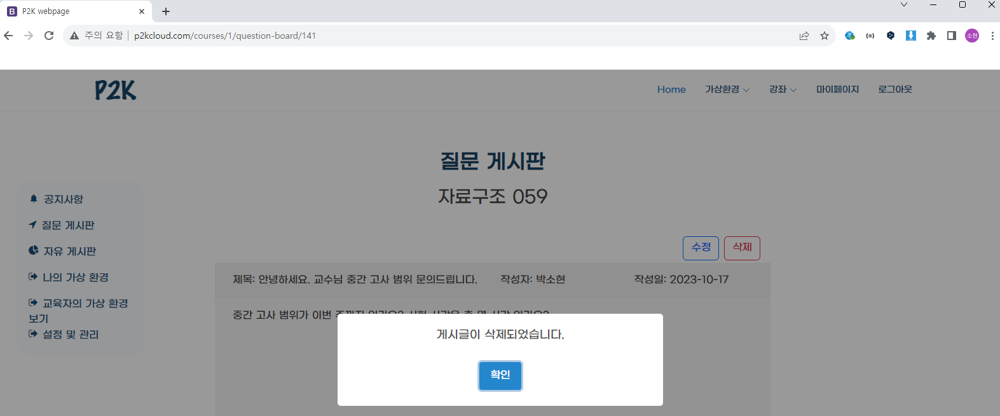 P2K webpage
주의 요함 | p2kcloud.com/courses/1/question-board/141
소현
P2K
Home 가상환경 강좌 마이페이지 로그아웃
질문 게시판
자료구조 059
공지사항
질문 게시판
자유 게시판
나의 가상 환경
교육자의 가상 환경
보기
설정 및 관리
수정 삭제
제목: 안녕하세요. 교수님 중간 고사 범위 문의드립니다. 작성자: 박소현 작성일: 2023-10-17
중간 고사 범위가 이번
게시글이 삭제되었습니다.
확인